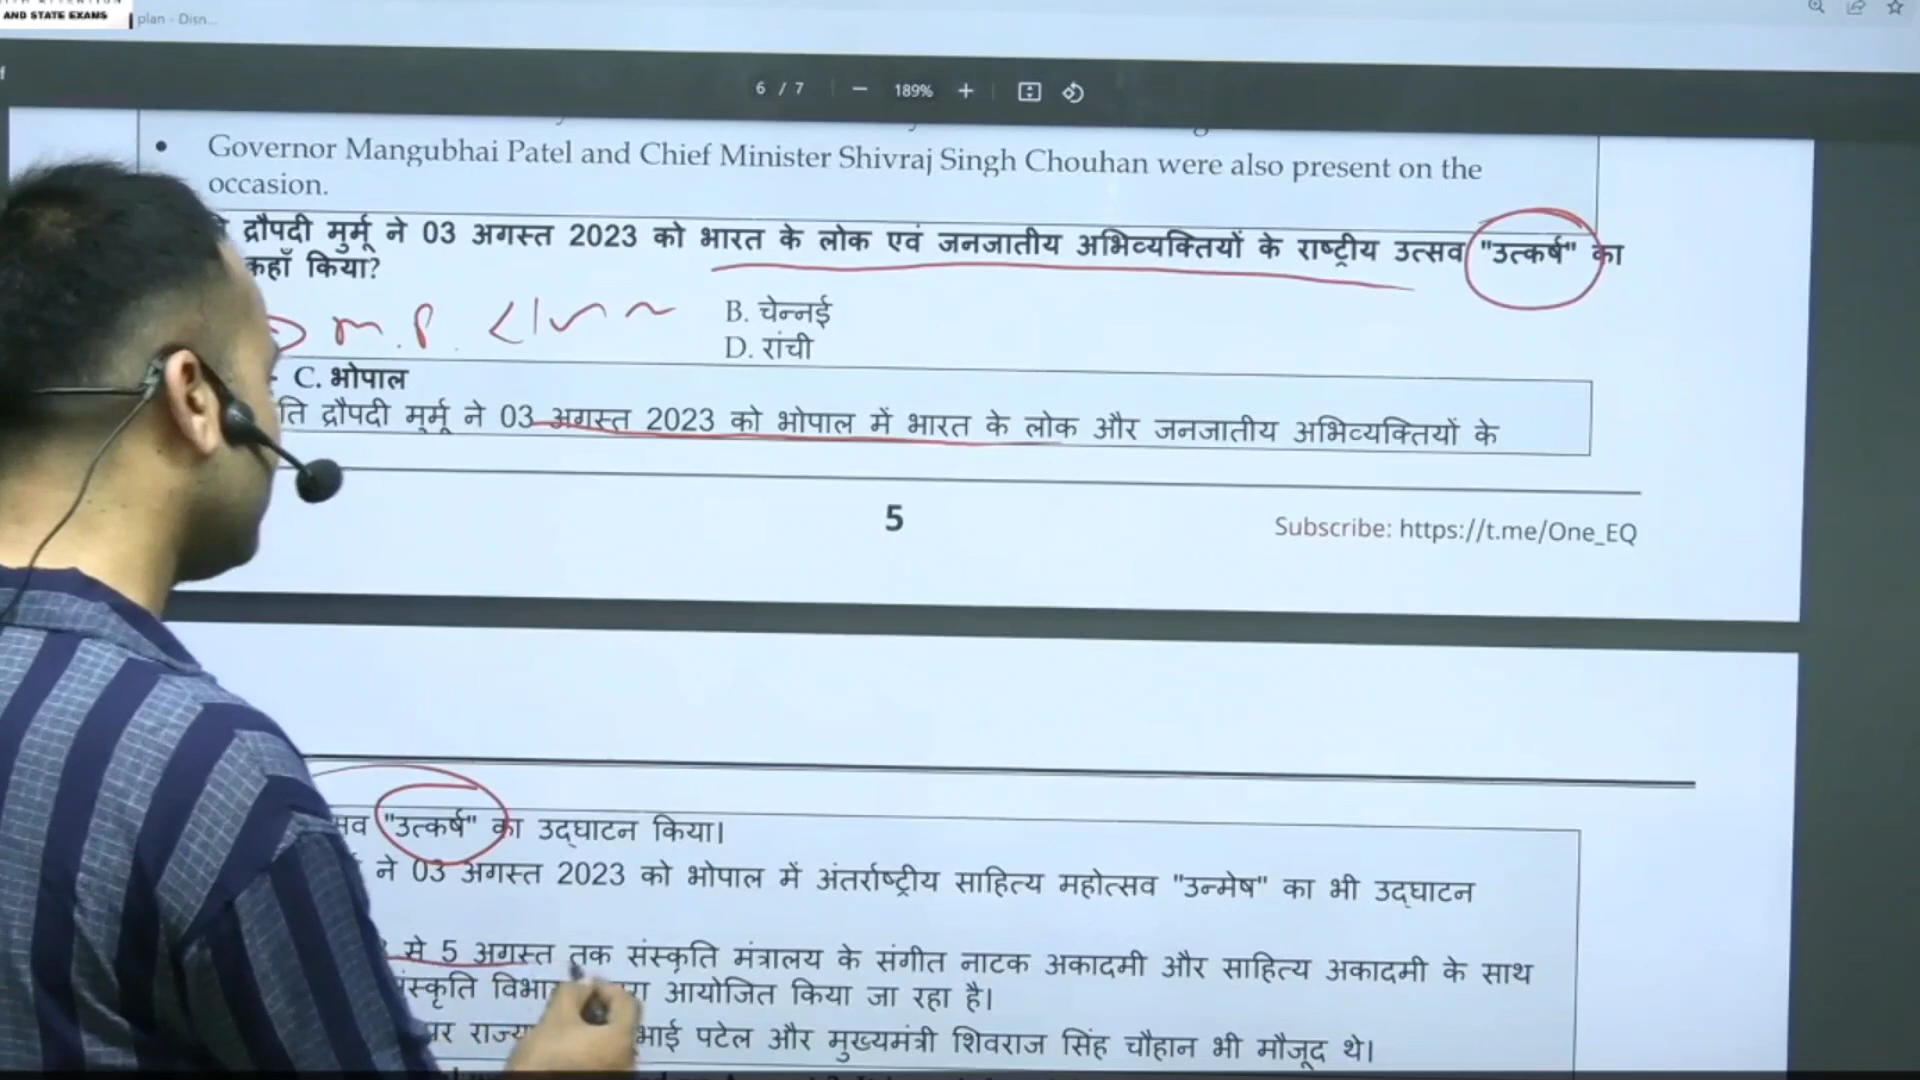 AND STATE EXAMS
plan - Disn...
6 / 7
189%
• Governor Mangubhai Patel and Chief Minister Shivraj Singh Chouhan were also present on the
occasion.
द्रौपदी मुर्मू ने 03 अगस्त 2023 को भारत के लोक एवं जनजातीय अभिव्यक्तियों के राष्ट्रीय उत्सव "उत्कर्ष" का
कहाँ किया?
m.p.
B. चेन्नई
D. रांची
C. भोपाल
ति द्रौपदी मुर्मू ने 03 अगस्त 2023 को भोपाल में भारत के लोक और जनजातीय अभिव्यक्तियों के
5
Subscribe: https://t.me/One_EQ
"उत्कर्ष" का उद्घाटन किया।
ने 03 अगस्त 2023 को भोपाल में अंतर्राष्ट्रीय साहित्य महोत्सव "उन्मेष" का भी उद्घाटन
से 5 अगस्त तक संस्कृति मंत्रालय के संगीत नाटक अकादमी और साहित्य अकादमी के साथ
आयोजित किया जा रहा है।
पटेल और मुख्यमंत्री शिवराज सिंह चौहान भी मौजूद थे।